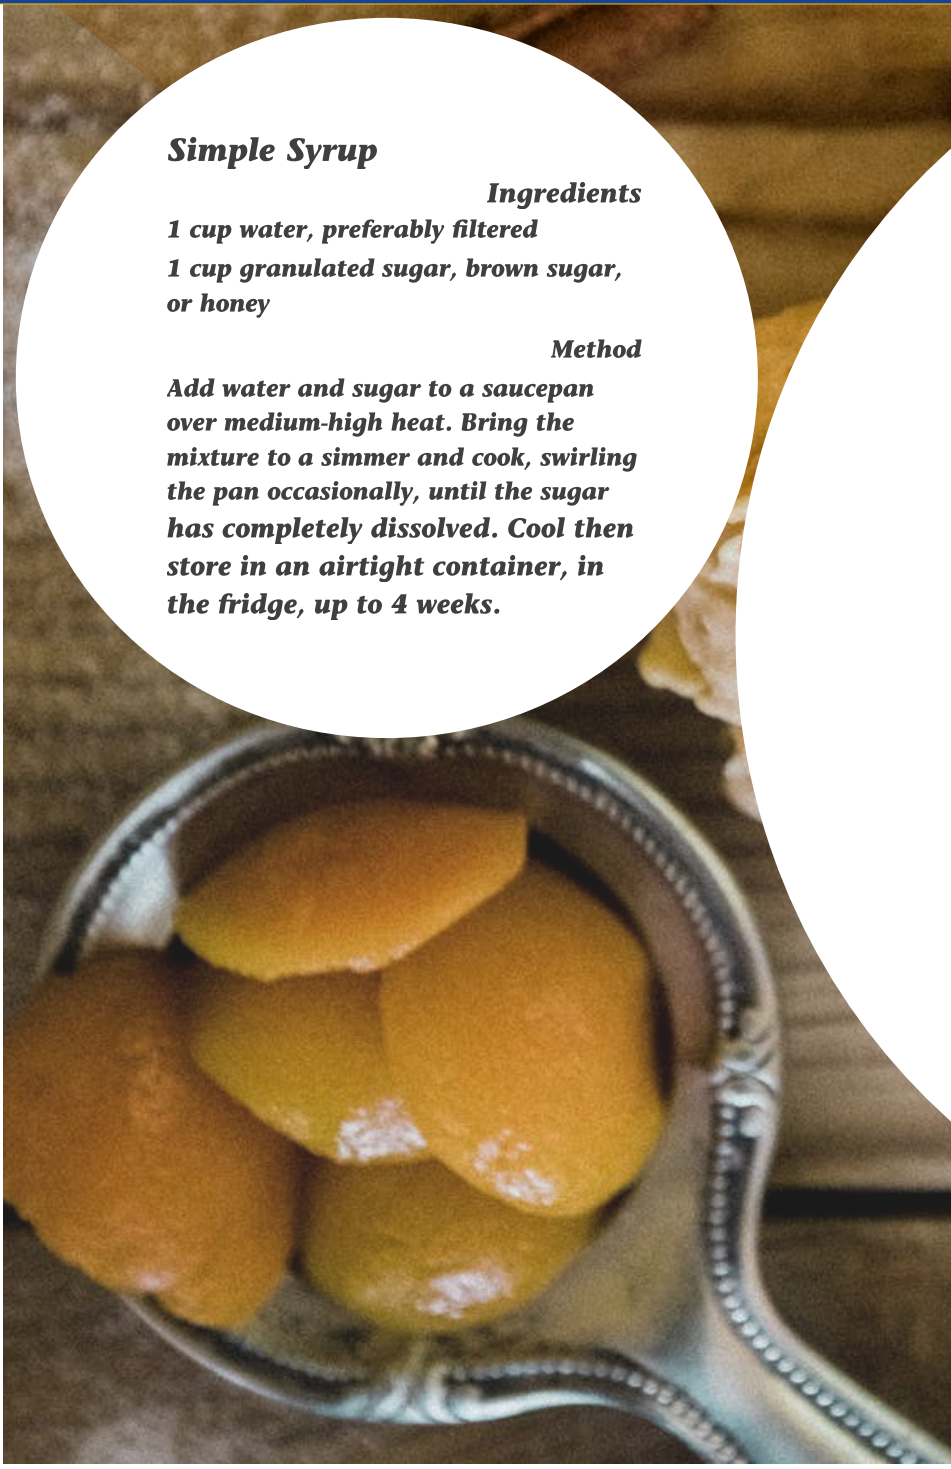 Simple Syrup
Ingredients
1 cup water, preferably filtered
1 cup granulated sugar, brown sugar,
or honey
Method
Add water and sugar to a saucepan
over medium-high heat. Bring the
mixture to a simmer and cook, swirling
the pan occasionally, until the sugar
has completely dissolved. Cool then
store in an airtight container, in
the fridge, up to 4 weeks.